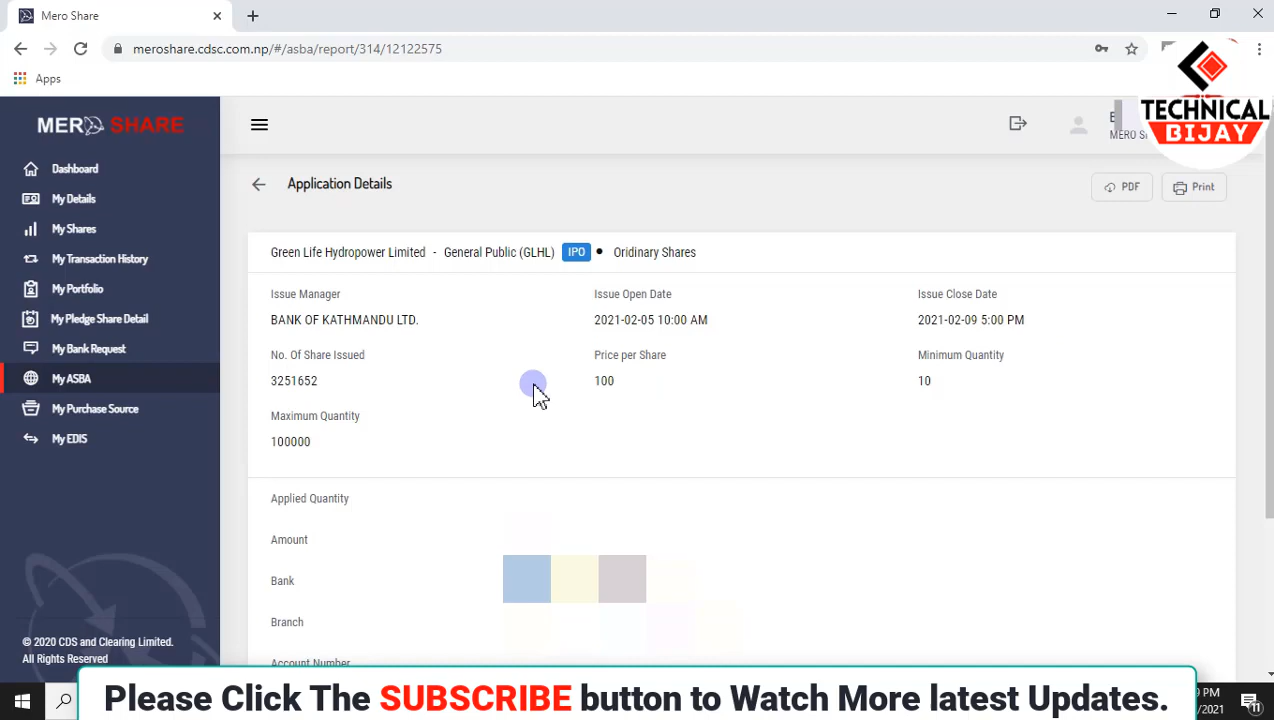 Mero Share
meroshare.cdsc.com.np/#/asba/report/314/12122575
Apps
TECHNICAL
BIJAY
MERO SHARE
MERO SH
Dashboard
My Details
My Shares
My Transaction History
My Portfolio
My Pledge Share Detail
My Bank Request
My ASBA
My Purchase Source
My EDIS
© 2020 CDS and Clearing Limited.
All Rights Reserved
Application Details
PDF
Print
Green Life Hydropower Limited - General Public (GLHL) IPO • Oridinary Shares
Issue Manager
BANK OF KATHMANDU LTD.
Issue Open Date
2021-02-05 10:00 AM
Issue Close Date
2021-02-09 5:00 PM
No. Of Share Issued
3251652
Price per Share
100
Minimum Quantity
10
Maximum Quantity
100000
Applied Quantity
Amount
Bank
Branch
Account Number
Please Click The SUBSCRIBE button to Watch More latest Updates.
9 PM
/2021
11